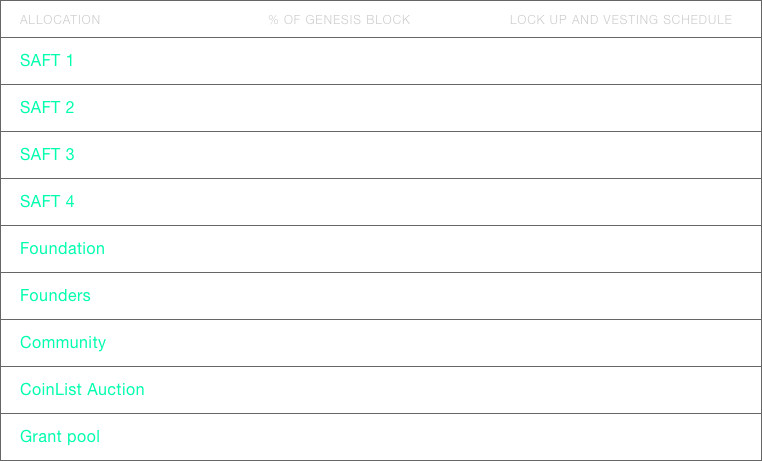 ALLOCATION % OF GENESIS BLOCK LOCK UP AND VESTING SCHEDULE
SAFT 1
SAFT 2
SAFT 3
SAFT 4
Foundation
Founders
Community
CoinList Auction
Grant pool